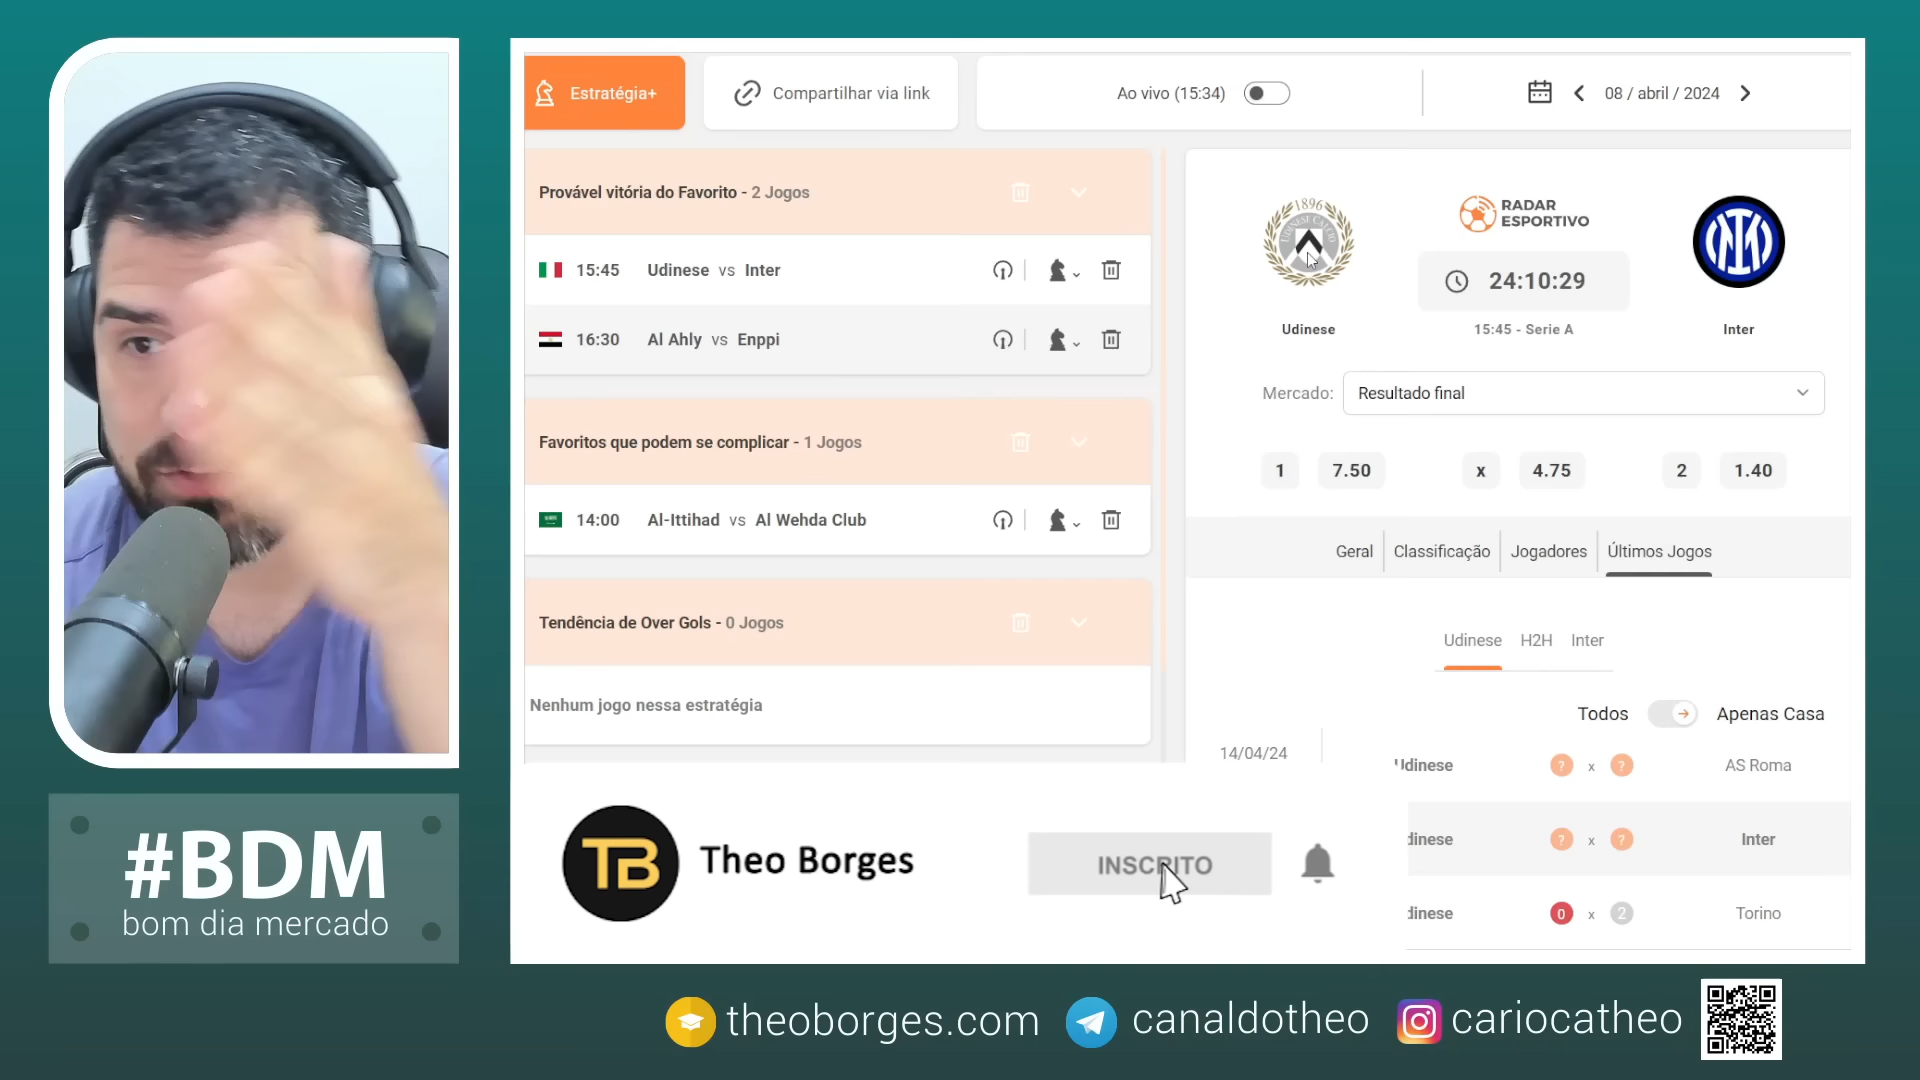 Estratégia+
Compartilhar via link
Ao vivo (15:34)
08 / abril / 2024
Provável vitória do Favorito - 2 Jogos
15:45 Udinese vs Inter
16:30 Al Ahly vs Enppi
Favoritos que podem se complicar - 1 Jogos
14:00 Al-Ittihad vs Al Wehda Club
Tendência de Over Gols - 0 Jogos
Nenhum jogo nessa estratégia
1896
RADAR
ESPORTIVO
24:10:29
Udinese
15:45 - Serie A
Inter
Mercado: Resultado final
1 7.50 x 4.75 2 1.40
Geral Classificação Jogadores Últimos Jogos
Udinese H2H Inter
Todos Apenas Casa
14/04/24
Udinese ? x ? AS Roma
dinese ? x ? Inter
dinese 0 x 2 Torino
TB Theo Borges
INSCRITO
#BDM
bom dia mercado
theoborges.com canaldotheo cariocatheo